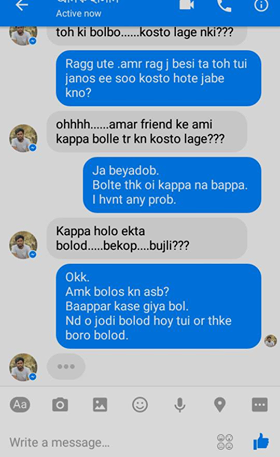 Active now
toh ki bolbo......kosto lage nki???
Ragg ute .amr rag j besi ta toh tui
janos ee soo kosto hote jabe
kno?
ohhhh......amar friend ke ami
kappa bolle tr kn kosto lage???
Ja beyadob.
Bolte thk oi kappa na bappa.
I hvnt any prob.
Kappa holo ekta
bolod.....bekop....bujli???
Okk.
Amk bolos kn asb?
Baappar kase giya bol.
Nd o jodi bolod hoy tui or thke
boro bolod.
Aa
Write a message...